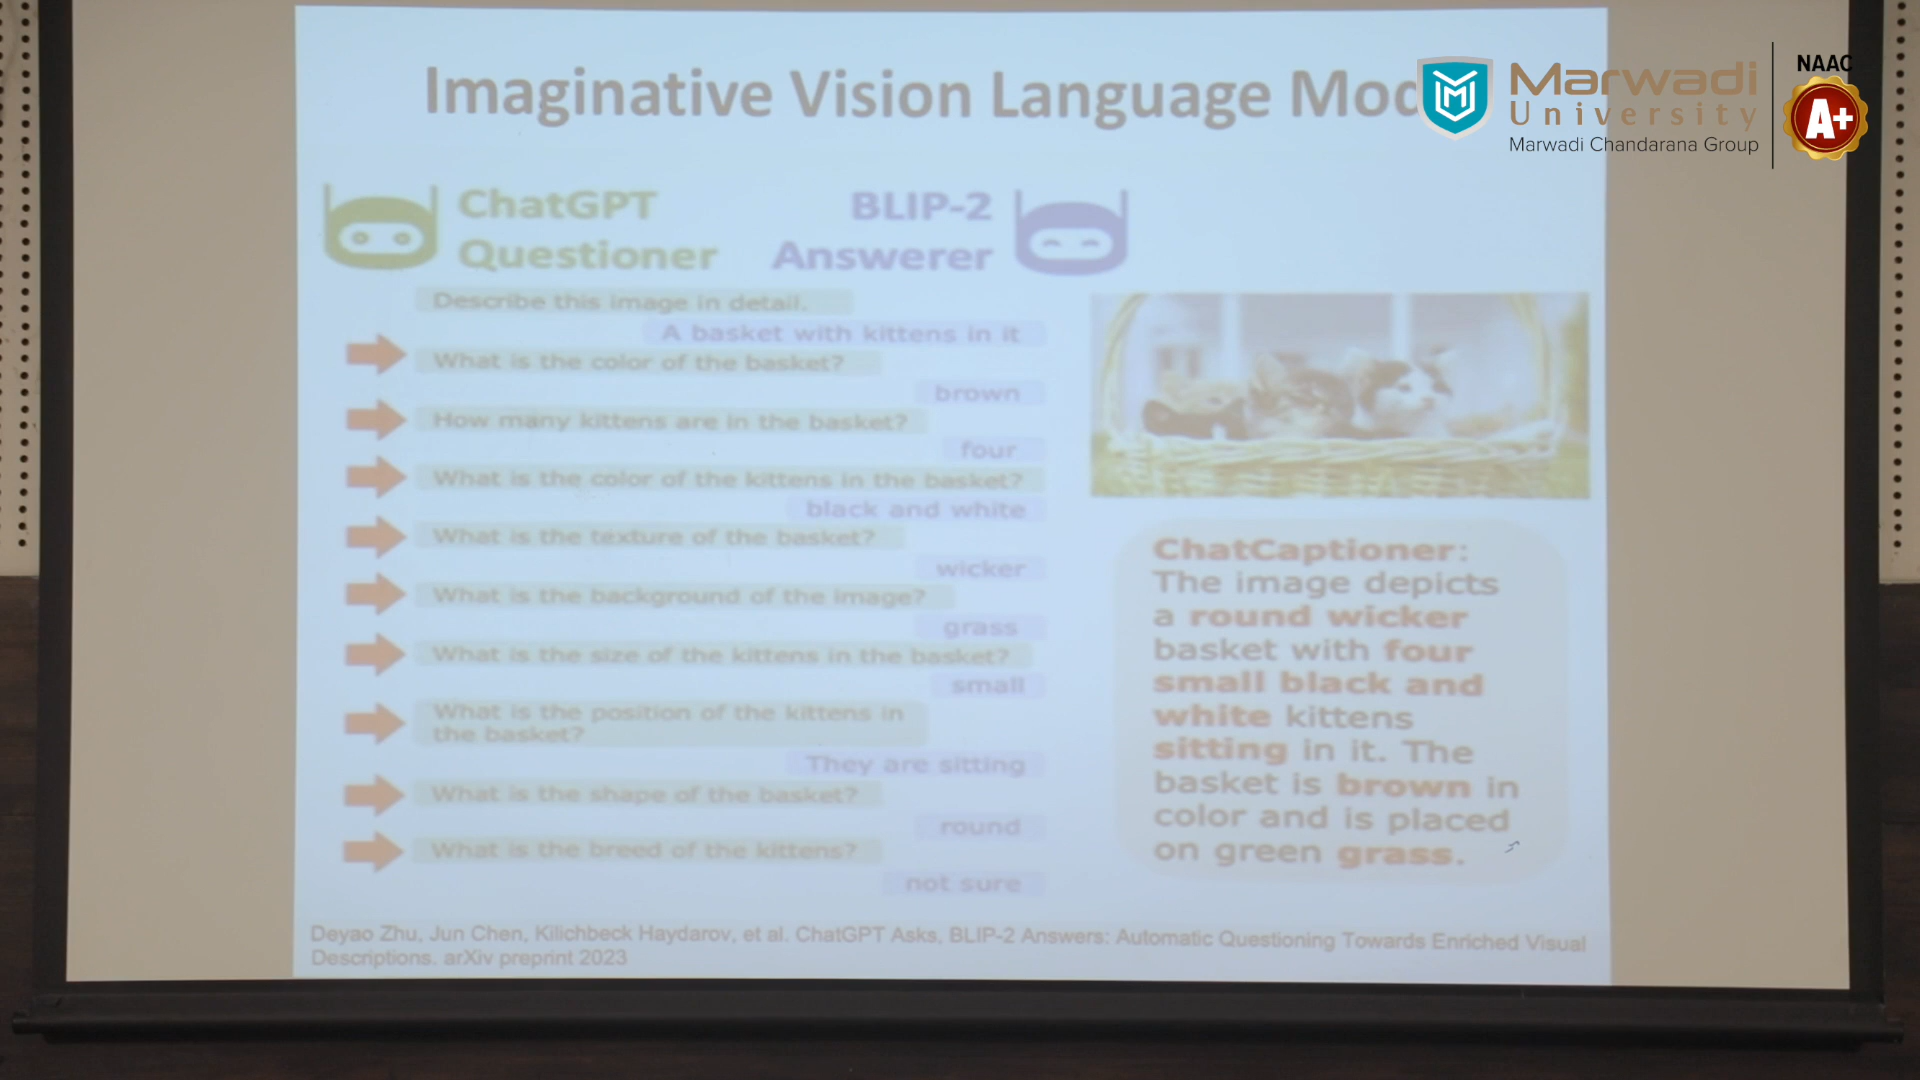 Imaginative Vision Language Mod
Marwadi
University
Marwadi Chandarana Group
NAAC
A+
ChatGPT
Questioner
BLIP-2
Answerer
Describe this image in detail.
A basket with kittens in it
What is the color of the basket?
brown
How many kittens are in the basket?
four
What is the color of the kittens in the basket?
black and white
What is the texture of the basket?
wicker
What is the background of the image?
grass
What is the size of the kittens in the basket?
small
What is the position of the kittens in
the basket?
They are sitting
What is the shape of the basket?
round
What is the breed of the kittens?
not sure
ChatCaptioner:
The image depicts
a round wicker
basket with four
small black and
white kittens
sitting in it. The
basket is brown in
color and is placed
on green grass.
Deyao Zhu, Jun Chen, Kilichbeck Haydarov, et al. ChatGPT Asks, BLIP-2 Answers: Automatic Questioning Towards Enriched Visual
Descriptions. arXiv preprint 2023